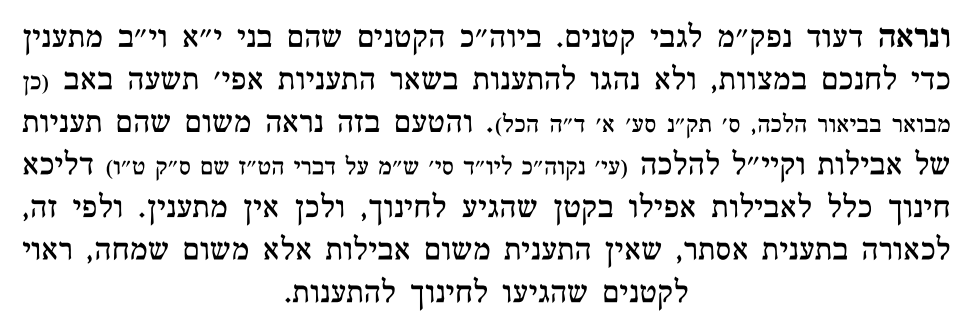 ונראה דעוד נפק״מ לגבי קטנים. ביוה״כ הקטנים שהם בני י״א וי״ב מתענין
כדי לחנכם במצוות, ולא נהגו להתענות בשאר התעניות אפי׳ תשעה באב (כן
מבואר בביאור הלכה, ס׳ תק״נ סע׳ א׳ ד״ה הכל). והטעם בזה נראה משום שהם תעניות
של אבילות וקיי״ל להלכה (עי׳ נקוה״כ ליו״ד סי׳ ש״מ על דברי הט״ז שם ס״ק ט״ו) דליכא
חינוך כלל לאבילות אפילו בקטן שהגיע לחינוך, ולכן אין מתענין. ולפי זה,
לכאורה בתענית אסתר, שאין התענית משום אבילות אלא משום שמחה, ראוי
לקטנים שהגיעו לחינוך להתענות.